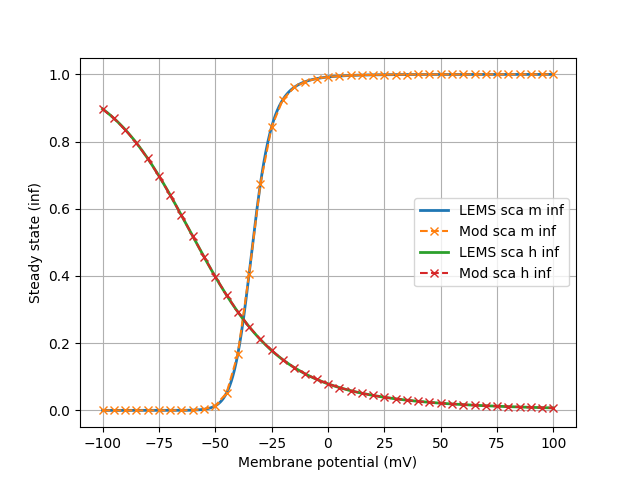 1.0
0.8
0.6
0.4
0.2
0.0
Steady state (inf)
LEMS sca m inf
Mod sca m inf
LEMS sca h inf
Mod sca h inf
−100 −75 −50 −25 0 25 50 75 100
Membrane potential (mV)